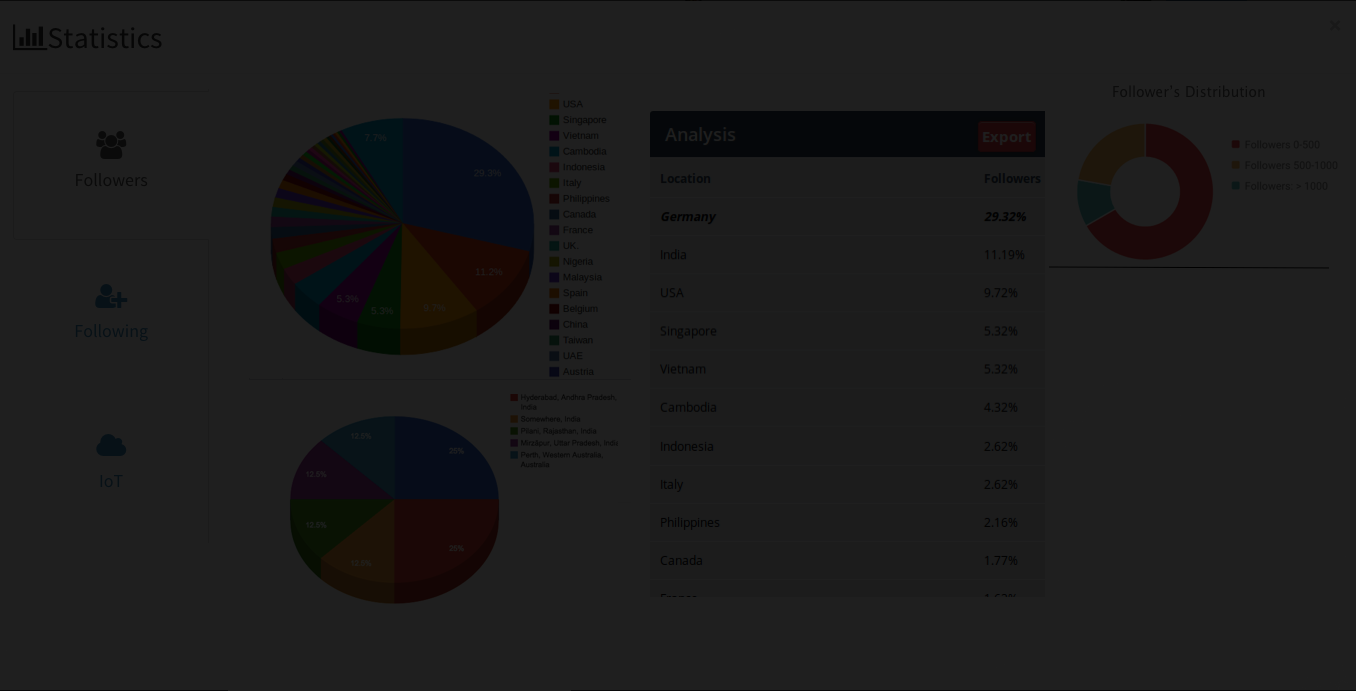 Statistics
×
Followers
Following
IoT
7.7%
29.3%
11.2%
9.7%
5.3%
5.3%
USA
Singapore
Vietnam
Cambodia
Indonesia
Italy
Philippines
Canada
France
UK.
Nigeria
Malaysia
Spain
Belgium
China
Taiwan
UAE
Austria
12.5%
25%
12.5%
12.5%
12.5%
25%
Hyderabad, Andhra Pradesh,
India
Somewhere, India
Pilani, Rajasthan, India
Modipur, Uttar Pradesh, India
Perth, Western Australia,
Australia
Analysis
Export
Location Followers
Germany 29.32%
India 11.19%
USA 9.72%
Singapore 5.32%
Vietnam 5.32%
Cambodia 4.32%
Indonesia 2.62%
Italy 2.62%
Philippines 2.16%
Canada 1.77%
France
Follower's Distribution
Followers 0-500
Followers 500-1000
Followers: > 1000